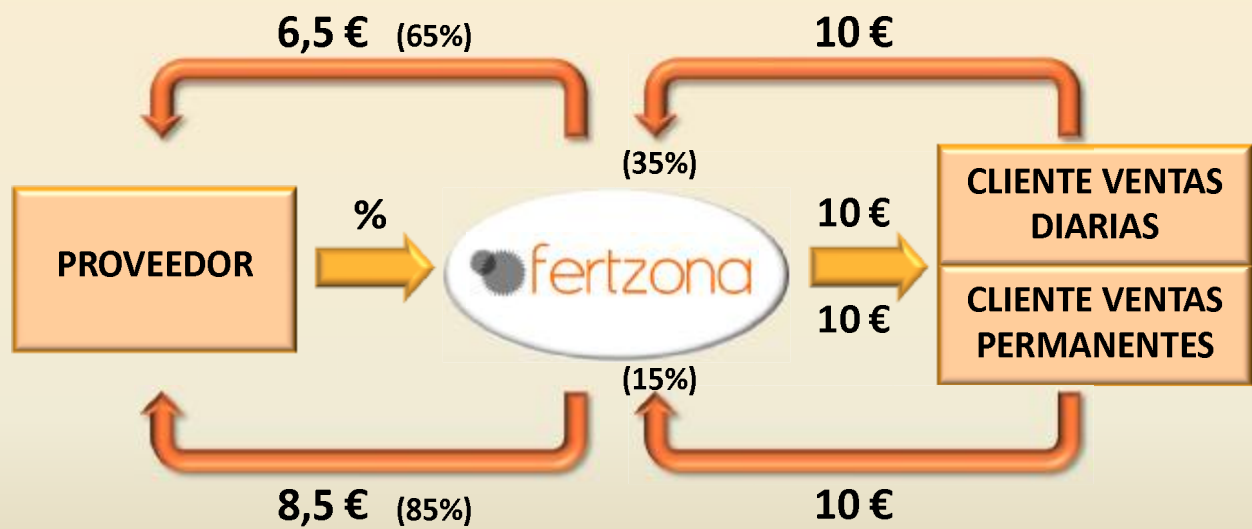 6,5 € (65%)
10 €
(35%)
PROVEEDOR
%
fertzona
10 €
10 €
CLIENTE VENTAS
DIARIAS
CLIENTE VENTAS
PERMANENTES
(15%)
8,5 € (85%)
10 €